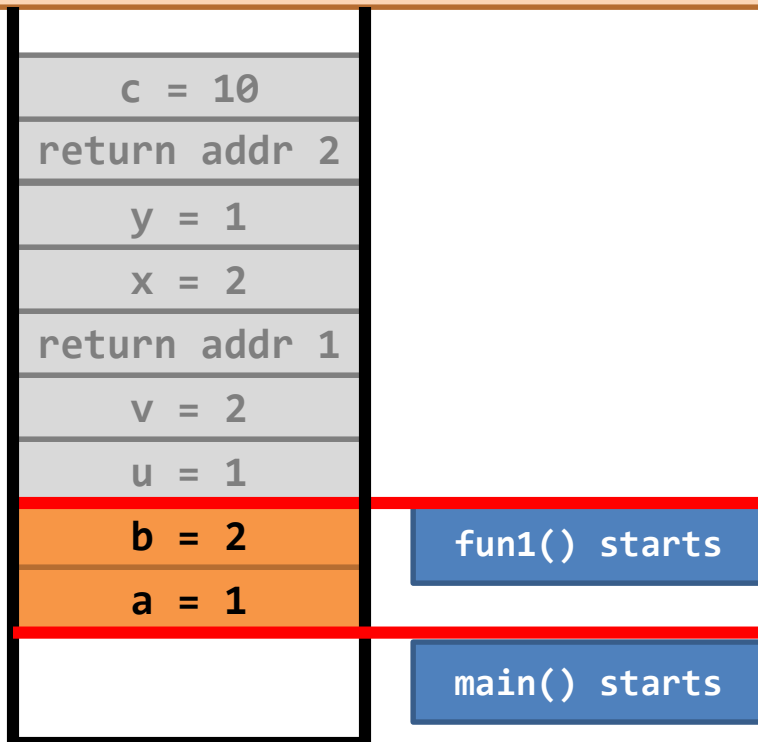 c = 10
return addr 2
y = 1
x = 2
return addr 1
v = 2
u = 1
b = 2
fun1() starts
a = 1
main() starts